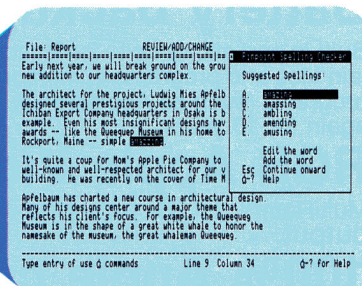 File: Report REVIEW/ADD/CHANGE
Early next year, we will break ground on the grou
new addition to our headquarters complex.
The architect for the project, Ludwig Mies Apfelb
designed several prestigious projects around the
Ichiban Export Company headquarters in Osaka is b
example. Even his most insignificant designs hav
awards -- like the Queequeg Museum in his home to
Rockport, Maine -- simple
It's quite a coup for Mom's Apple Pie Company to
well-known and well-respected architect for our v
building. He was recently on the cover of Time M
Apfelbaum has charted a new course in architectural design.
Many of his designs center around a major theme that
reflects his client's focus. For example, the Queequeg
Museum is in the shape of a great white whale to honor the
namesake of the museum, the great whaleman Queequeg.
Type entry of use commands Line 9 Column 34 -? for Help
Pinpoint Spelling Checker
Suggested Spellings:
A. amazing
B. amassing
C. ambling
D. amending
E. amusing
Edit the word
Add the word
Esc Continue onward
-? Help